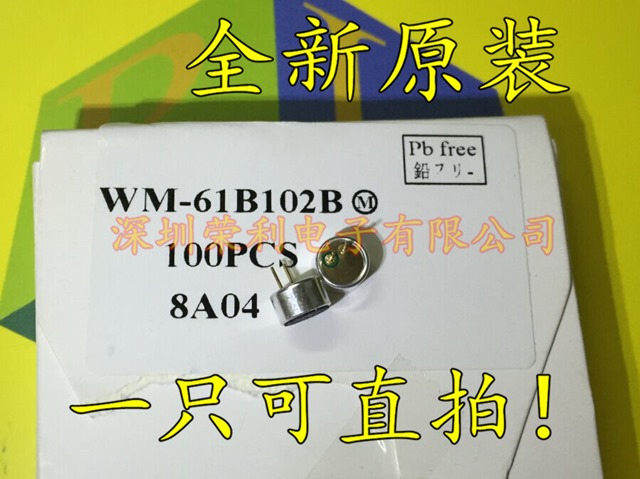 全新原装
Pb free
鉛フリー
WM-61B102B Ⓜ
深圳荣利电子有限公司
100PCS
8A04
一只可直拍!